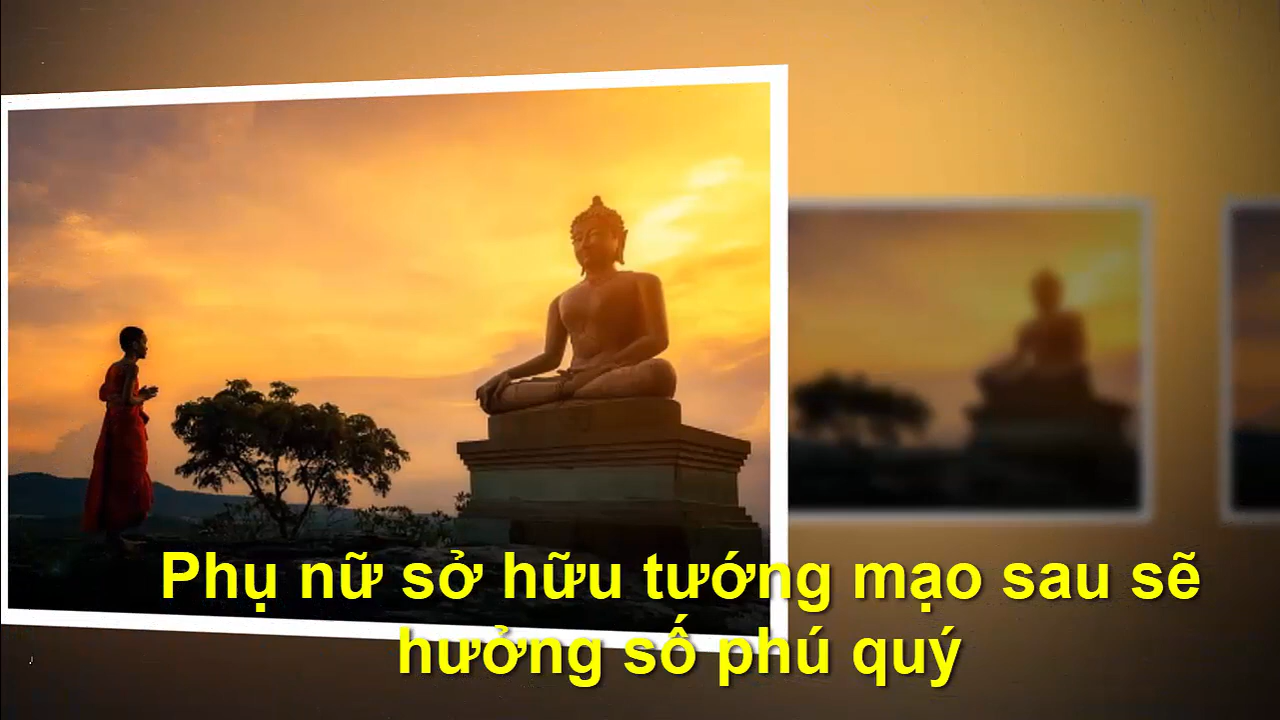 Phụ nữ sở hữu tướng mạo sau sẽ
hưởng số phú quý